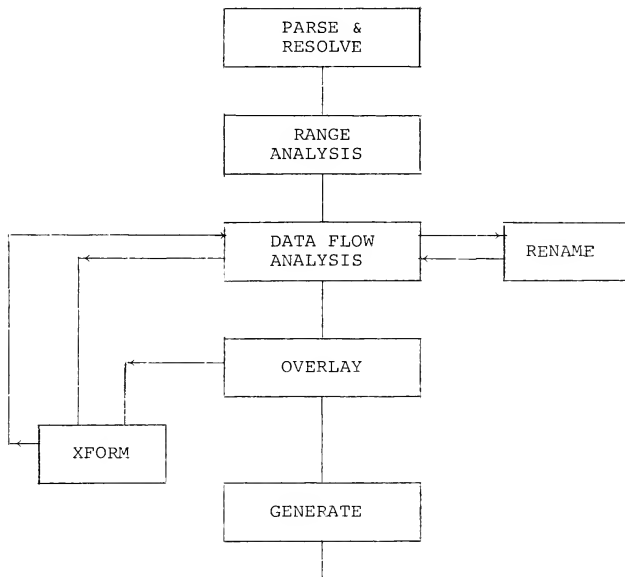 PARSE &
RESOLVE
RANGE
ANALYSIS
DATA FLOW
ANALYSIS
RENAME
OVERLAY
XFORM
GENERATE